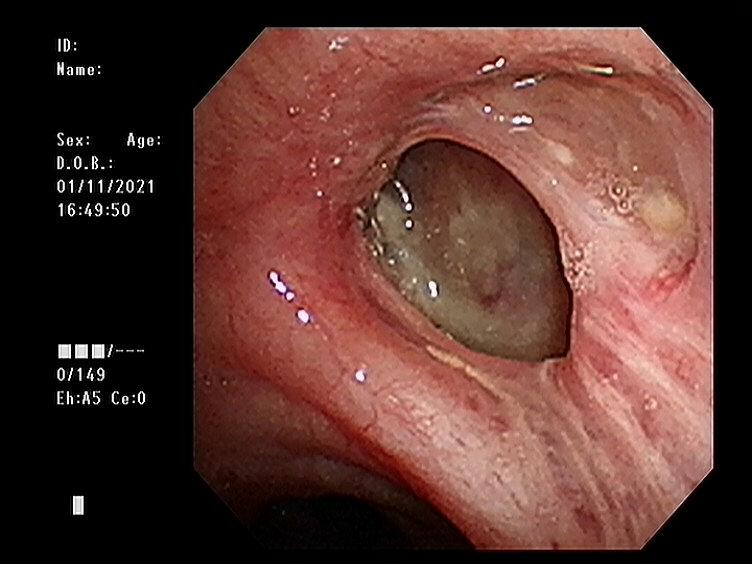 ID:
Name:
Sex: Age:
D.O.B.:
01/11/2021
16:49:50
■■■/---
0/149
Eh:A5 Ce:0